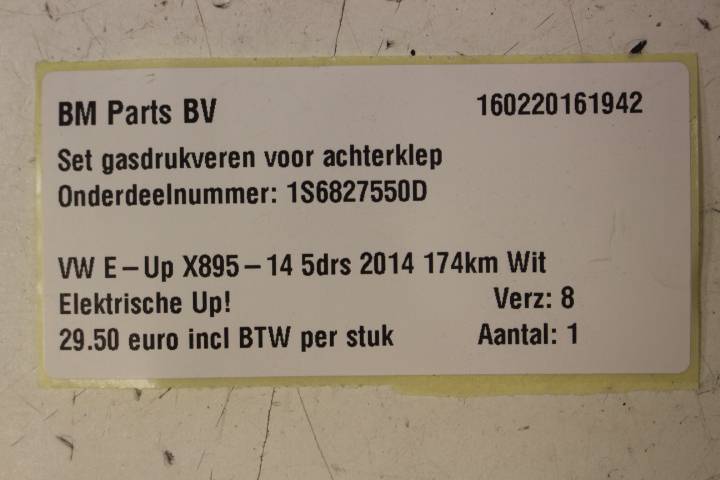 BM Parts BV 160220161942
Set gasdrukveren voor achterklep
Onderdeelnummer: 1S6827550D
VW E-Up X895-14 5drs 2014 174km Wit
Elektrische Up! Verz: 8
29.50 euro incl BTW per stuk Aantal: 1